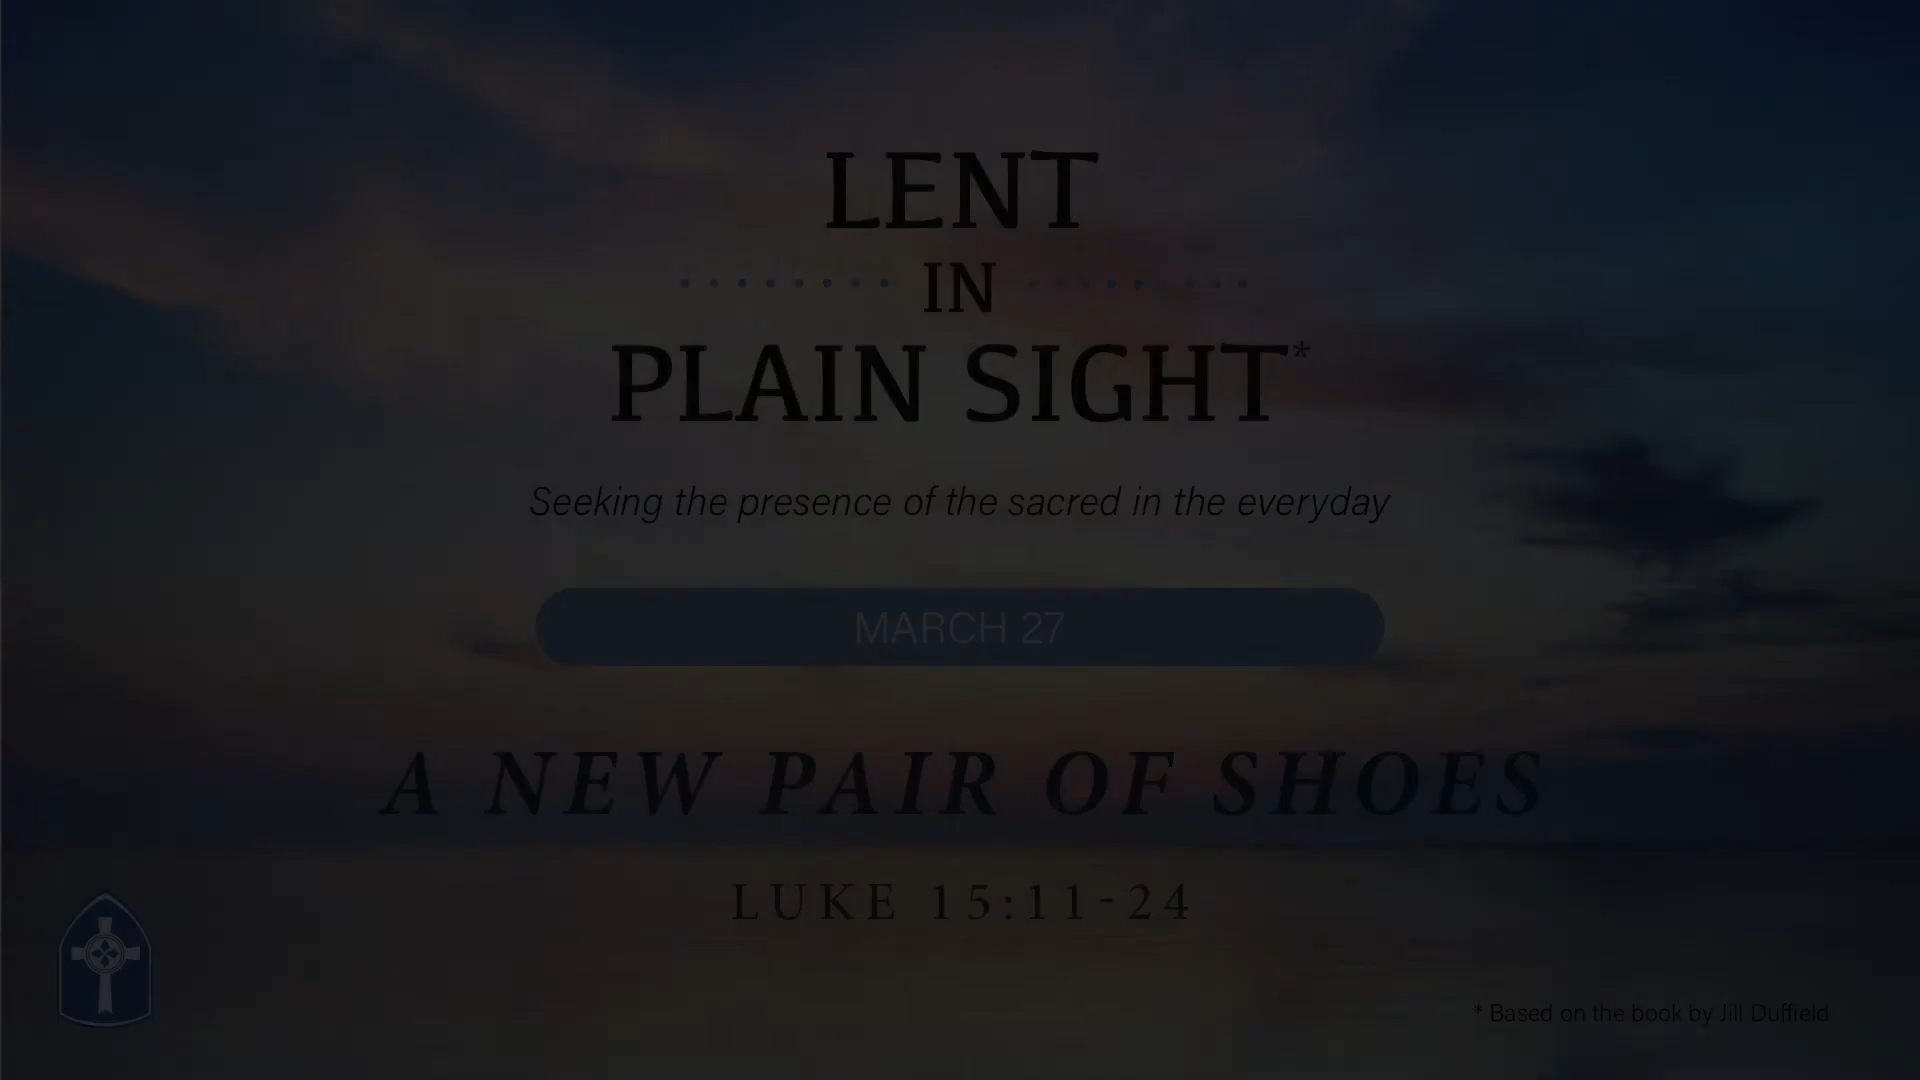 LENT
IN
PLAIN SIGHT*
Seeking the presence of the sacred in the everyday
MARCH 27
A NEW PAIR OF SHOES
LUKE 15:11-24
* Based on the book by Jill Duffield